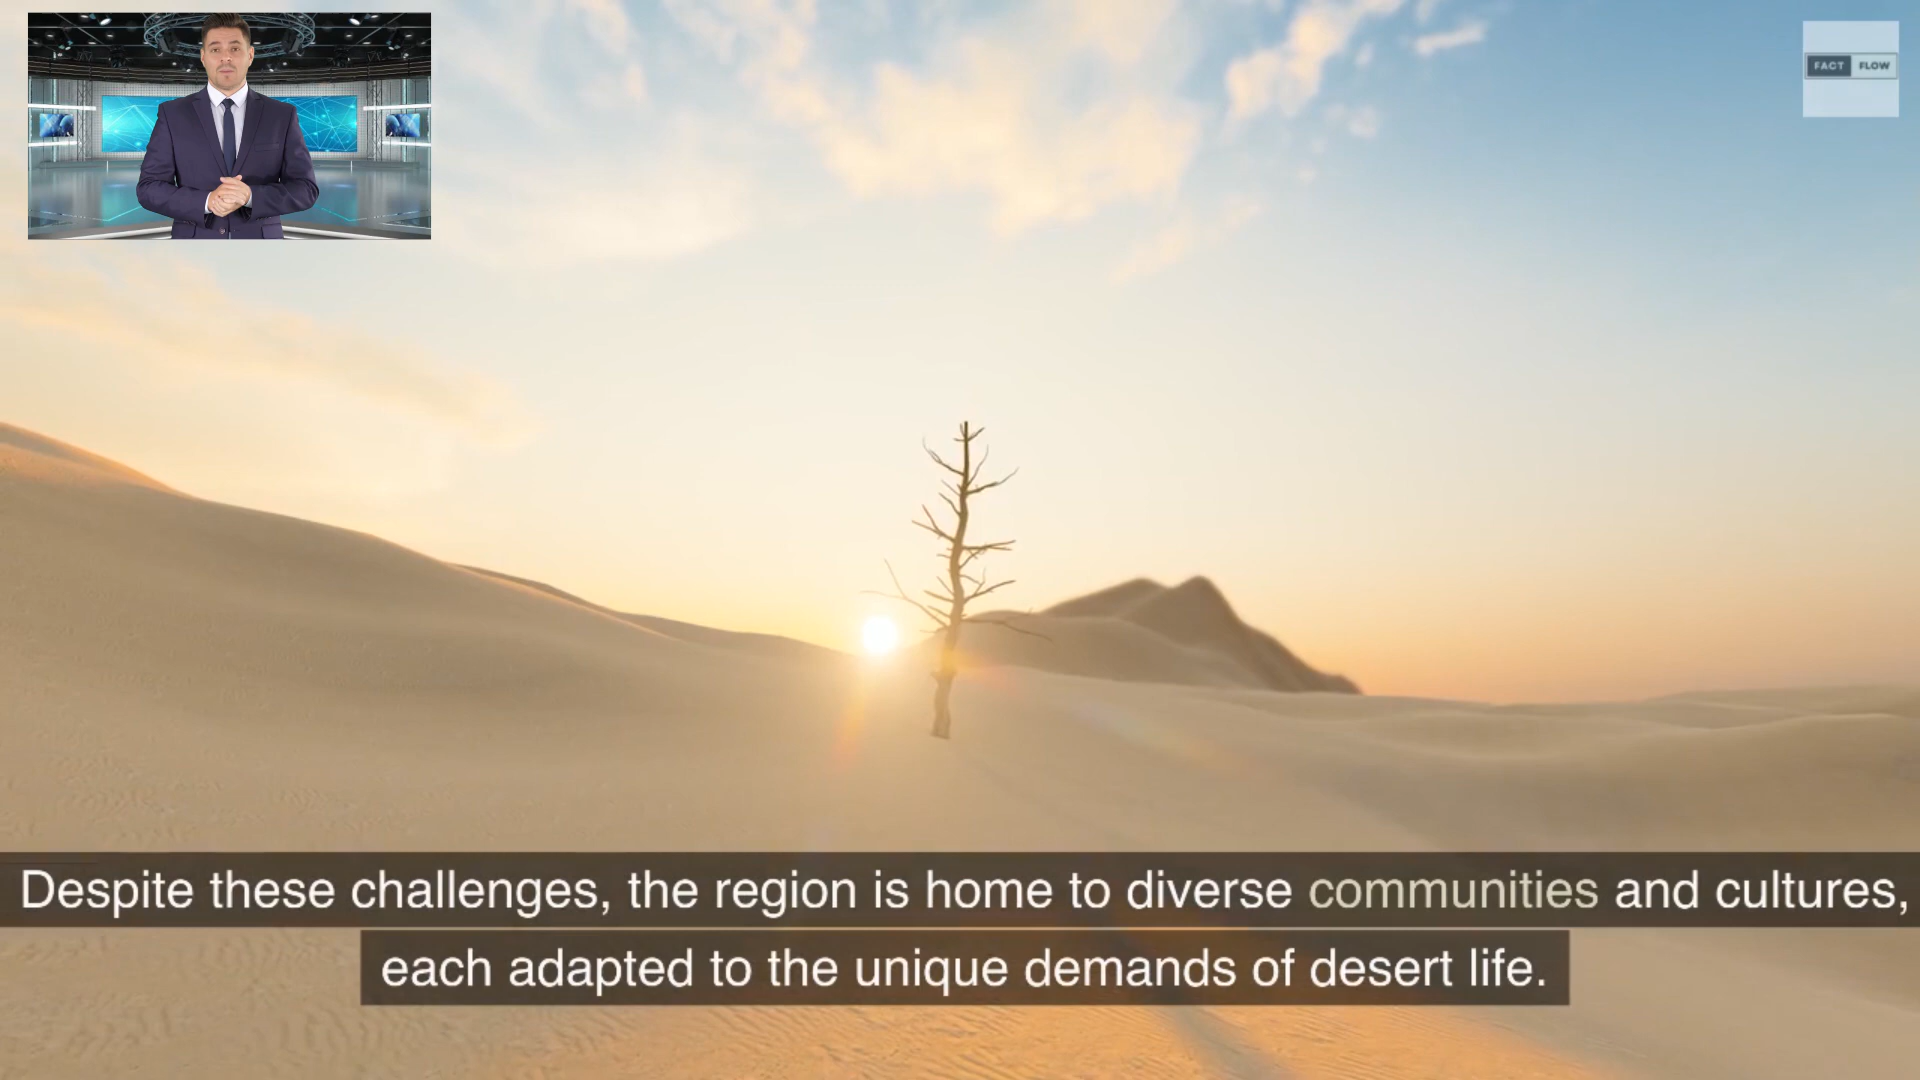 FACT FLOW
Despite these challenges, the region is home to diverse communities and cultures,
each adapted to the unique demands of desert life.